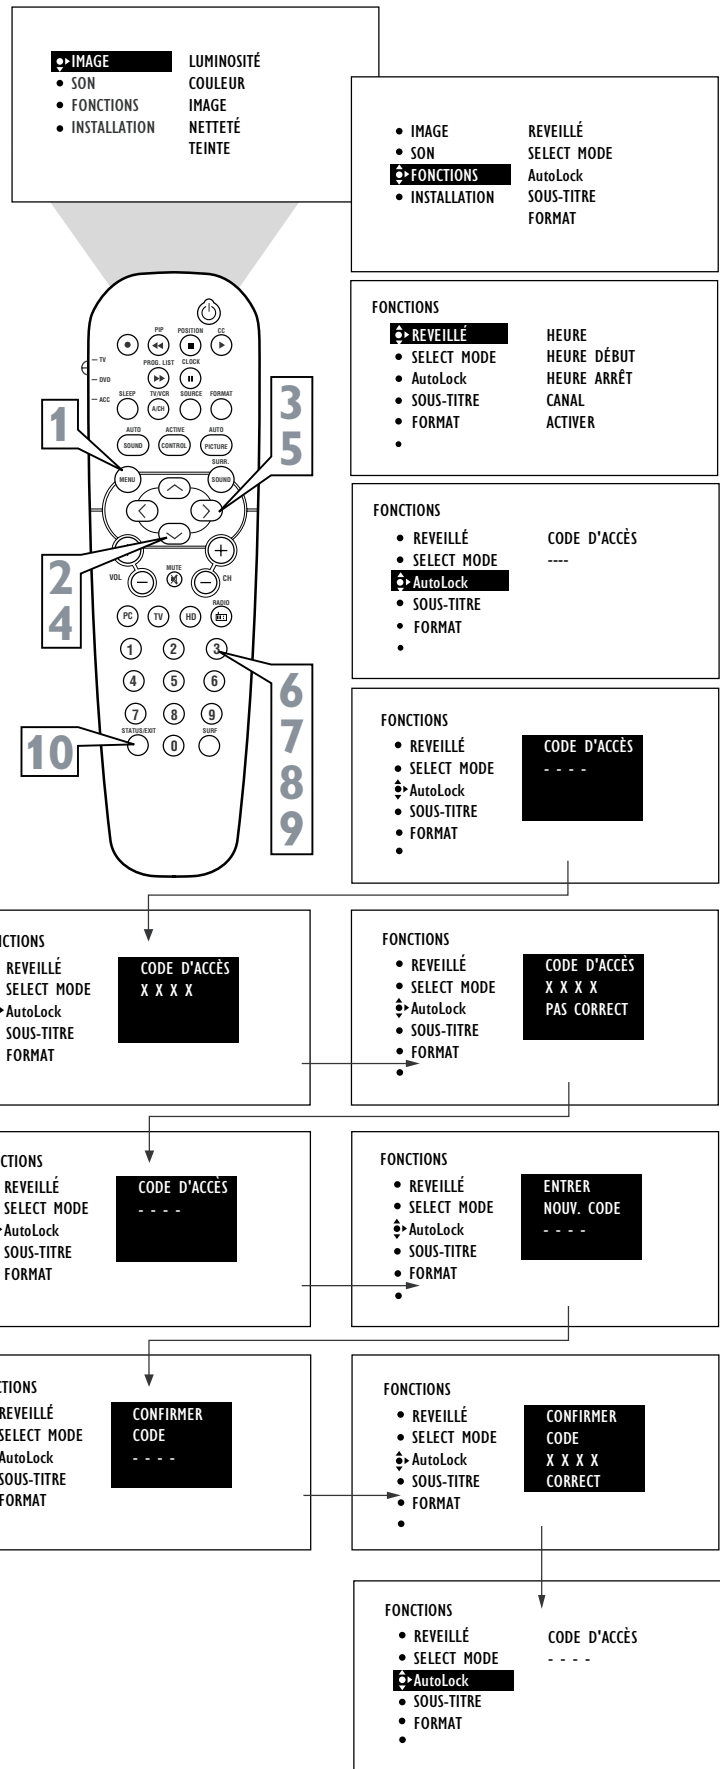 IMAGE LUMINOSITÉ
SON COULEUR
FONCTIONS IMAGE
INSTALLATION NETTETÉ
TEINTE
IMAGE REVEILLÉ
SON SELECT MODE
FONCTIONS AutoLock
INSTALLATION SOUS-TITRE
FORMAT
FONCTIONS
REVEILLÉ HEURE
SELECT MODE HEURE DÉBUT
AutoLock HEURE ARRÊT
SOUS-TITRE CANAL
FORMAT ACTIVER
PIP POSITION CC
TV
PROG. LIST CLOCK
DVD
ACC
SLEEP TV/VCR SOURCE FORMAT
A/CH
AUTO ACTIVE AUTO
SOUND CONTROL PICTURE
SURR.
MENU SOUND
MUTE
VOL CH
RADIO
PC TV HD
1 2 3
4 5 6
7 8 9
STATUS/EXIT SURF
0
1
3
5
2
4
6
7
8
9
10
FONCTIONS
REVEILLÉ CODE D'ACCÈS
SELECT MODE ----
AutoLock
SOUS-TITRE
FORMAT
FONCTIONS
REVEILLÉ CODE D'ACCÈS
SELECT MODE - - - -
AutoLock
SOUS-TITRE
FORMAT
NCTIONS
REVEILLÉ CODE D'ACCÈS
SELECT MODE X X X X
AutoLock
SOUS-TITRE
FORMAT
FONCTIONS
REVEILLÉ CODE D'ACCÈS
SELECT MODE X X X X
AutoLock PAS CORRECT
SOUS-TITRE
FORMAT
CTIONS
REVEILLÉ CODE D'ACCÈS
SELECT MODE - - - -
AutoLock
SOUS-TITRE
FORMAT
FONCTIONS
REVEILLÉ ENTRER
SELECT MODE NOUV. CODE
AutoLock - - - -
SOUS-TITRE
FORMAT
CTIONS
REVEILLÉ CONFIRMER
SELECT MODE CODE
AutoLock - - - -
SOUS-TITRE
FORMAT
FONCTIONS
REVEILLÉ CONFIRMER
SELECT MODE CODE
AutoLock X X X X
SOUS-TITRE CORRECT
FORMAT
FONCTIONS
REVEILLÉ CODE D'ACCÈS
SELECT MODE - - - -
AutoLock
SOUS-TITRE
FORMAT